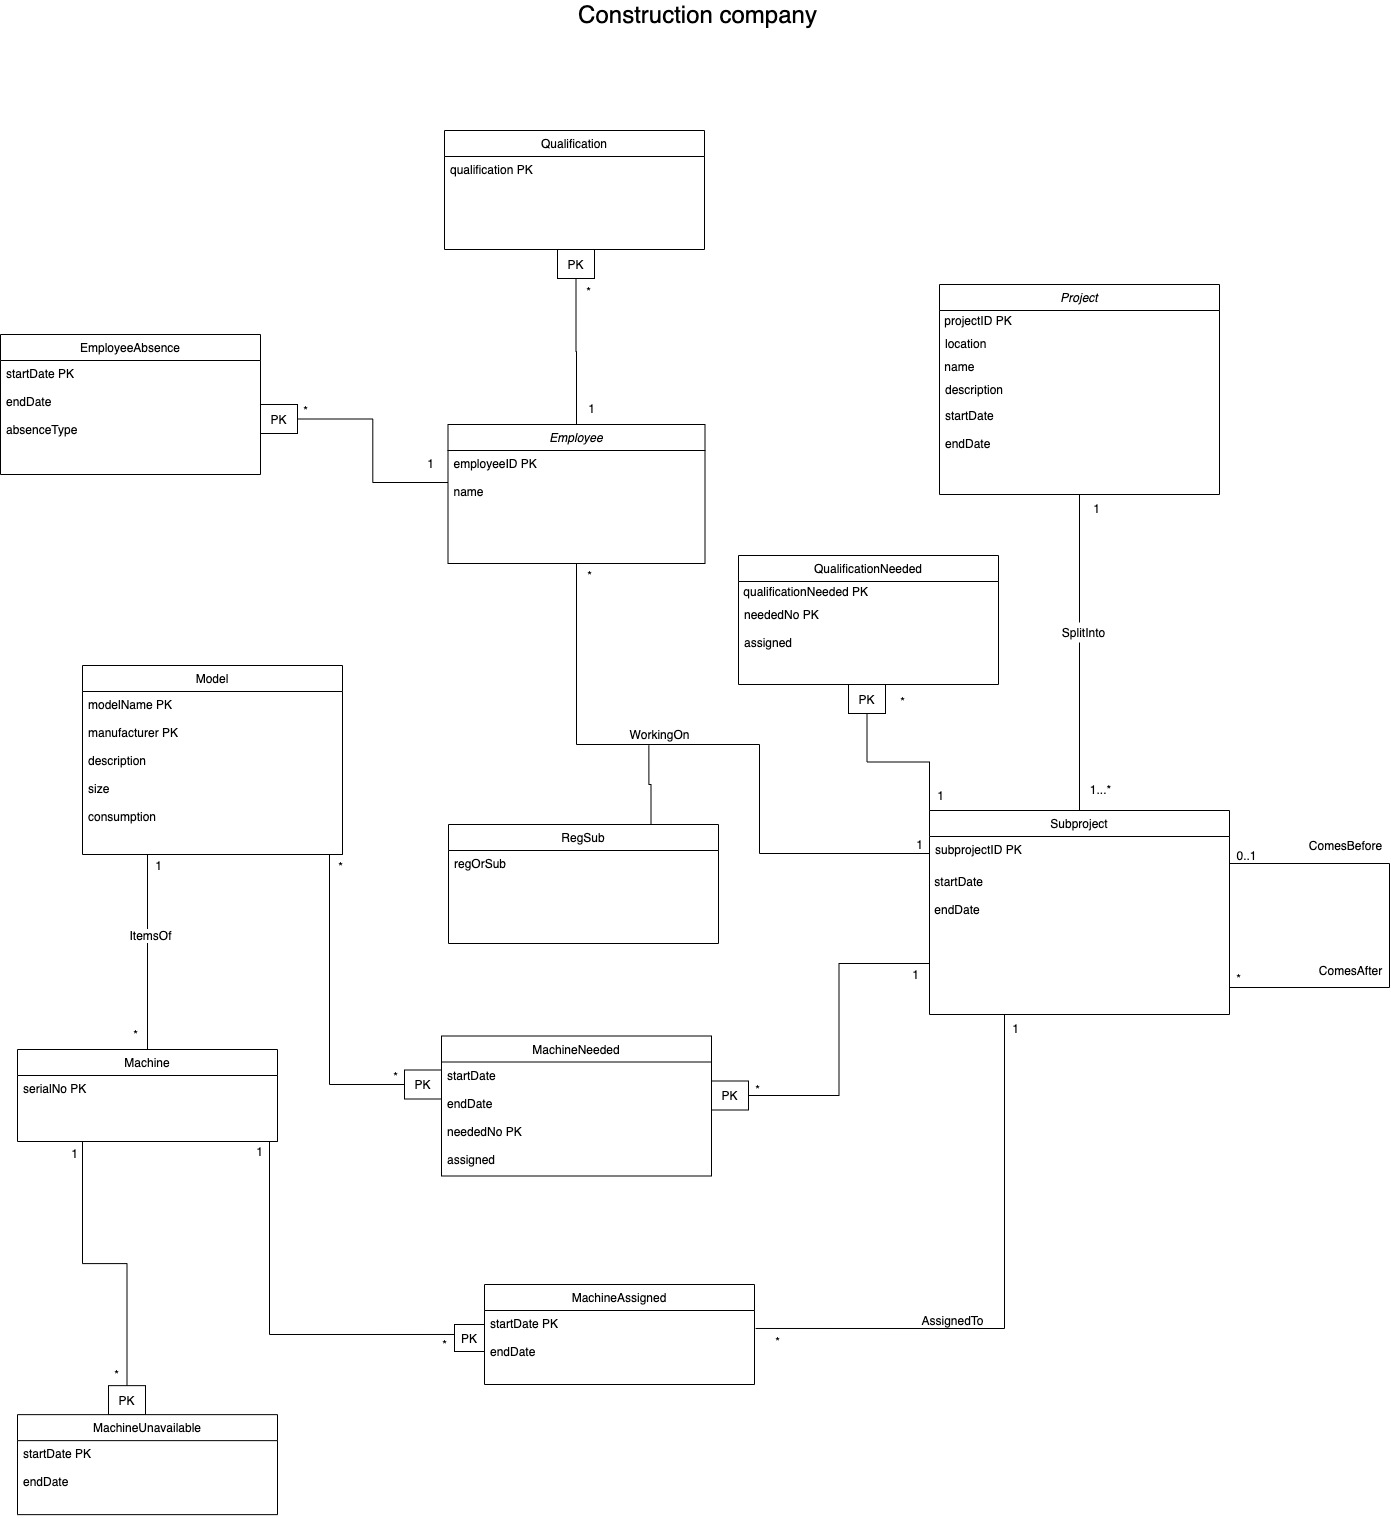 Construction company
Qualification
qualification PK
PK
*
Project
projectID PK
location
name
description
startDate
endDate
1
EmployeeAbsence
startDate PK
endDate
absenceType
PK
*
1
1
Employee
employeeID PK
name
*
QualificationNeeded
qualificationNeeded PK
neededNo PK
assigned
PK
*
1
SplitInto
1...*
Model
modelName PK
manufacturer PK
description
size
consumption
1
*
WorkingOn
RegSub
regOrSub
1
Subproject
subprojectID PK
startDate
endDate
0..1
ComesBefore
ComesAfter
*
1
1
ItemsOf
*
Machine
serialNo PK
1
1
MachineNeeded
startDate
endDate
neededNo PK
assigned
*
PK
PK
*
MachineAssigned
startDate PK
endDate
*
PK
AssignedTo
*
*
PK
MachineUnavailable
startDate PK
endDate